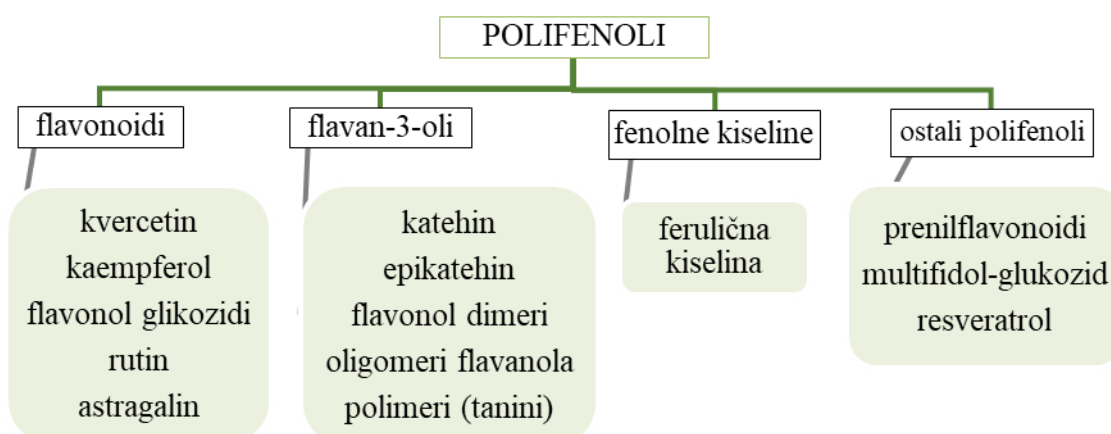 POLIFENOLI
flavonoidi
flavan-3-oli
fenolne kiseline
ostali polifenoli
kvercetin
kaempferol
flavonol glikozidi
rutin
astragalin
katehin
epikatehin
flavonol dimeri
oligomeri flavanola
polimeri (tanini)
ferulična
kiselina
prenilflavonoidi
multifidol-glukozid
resveratrol